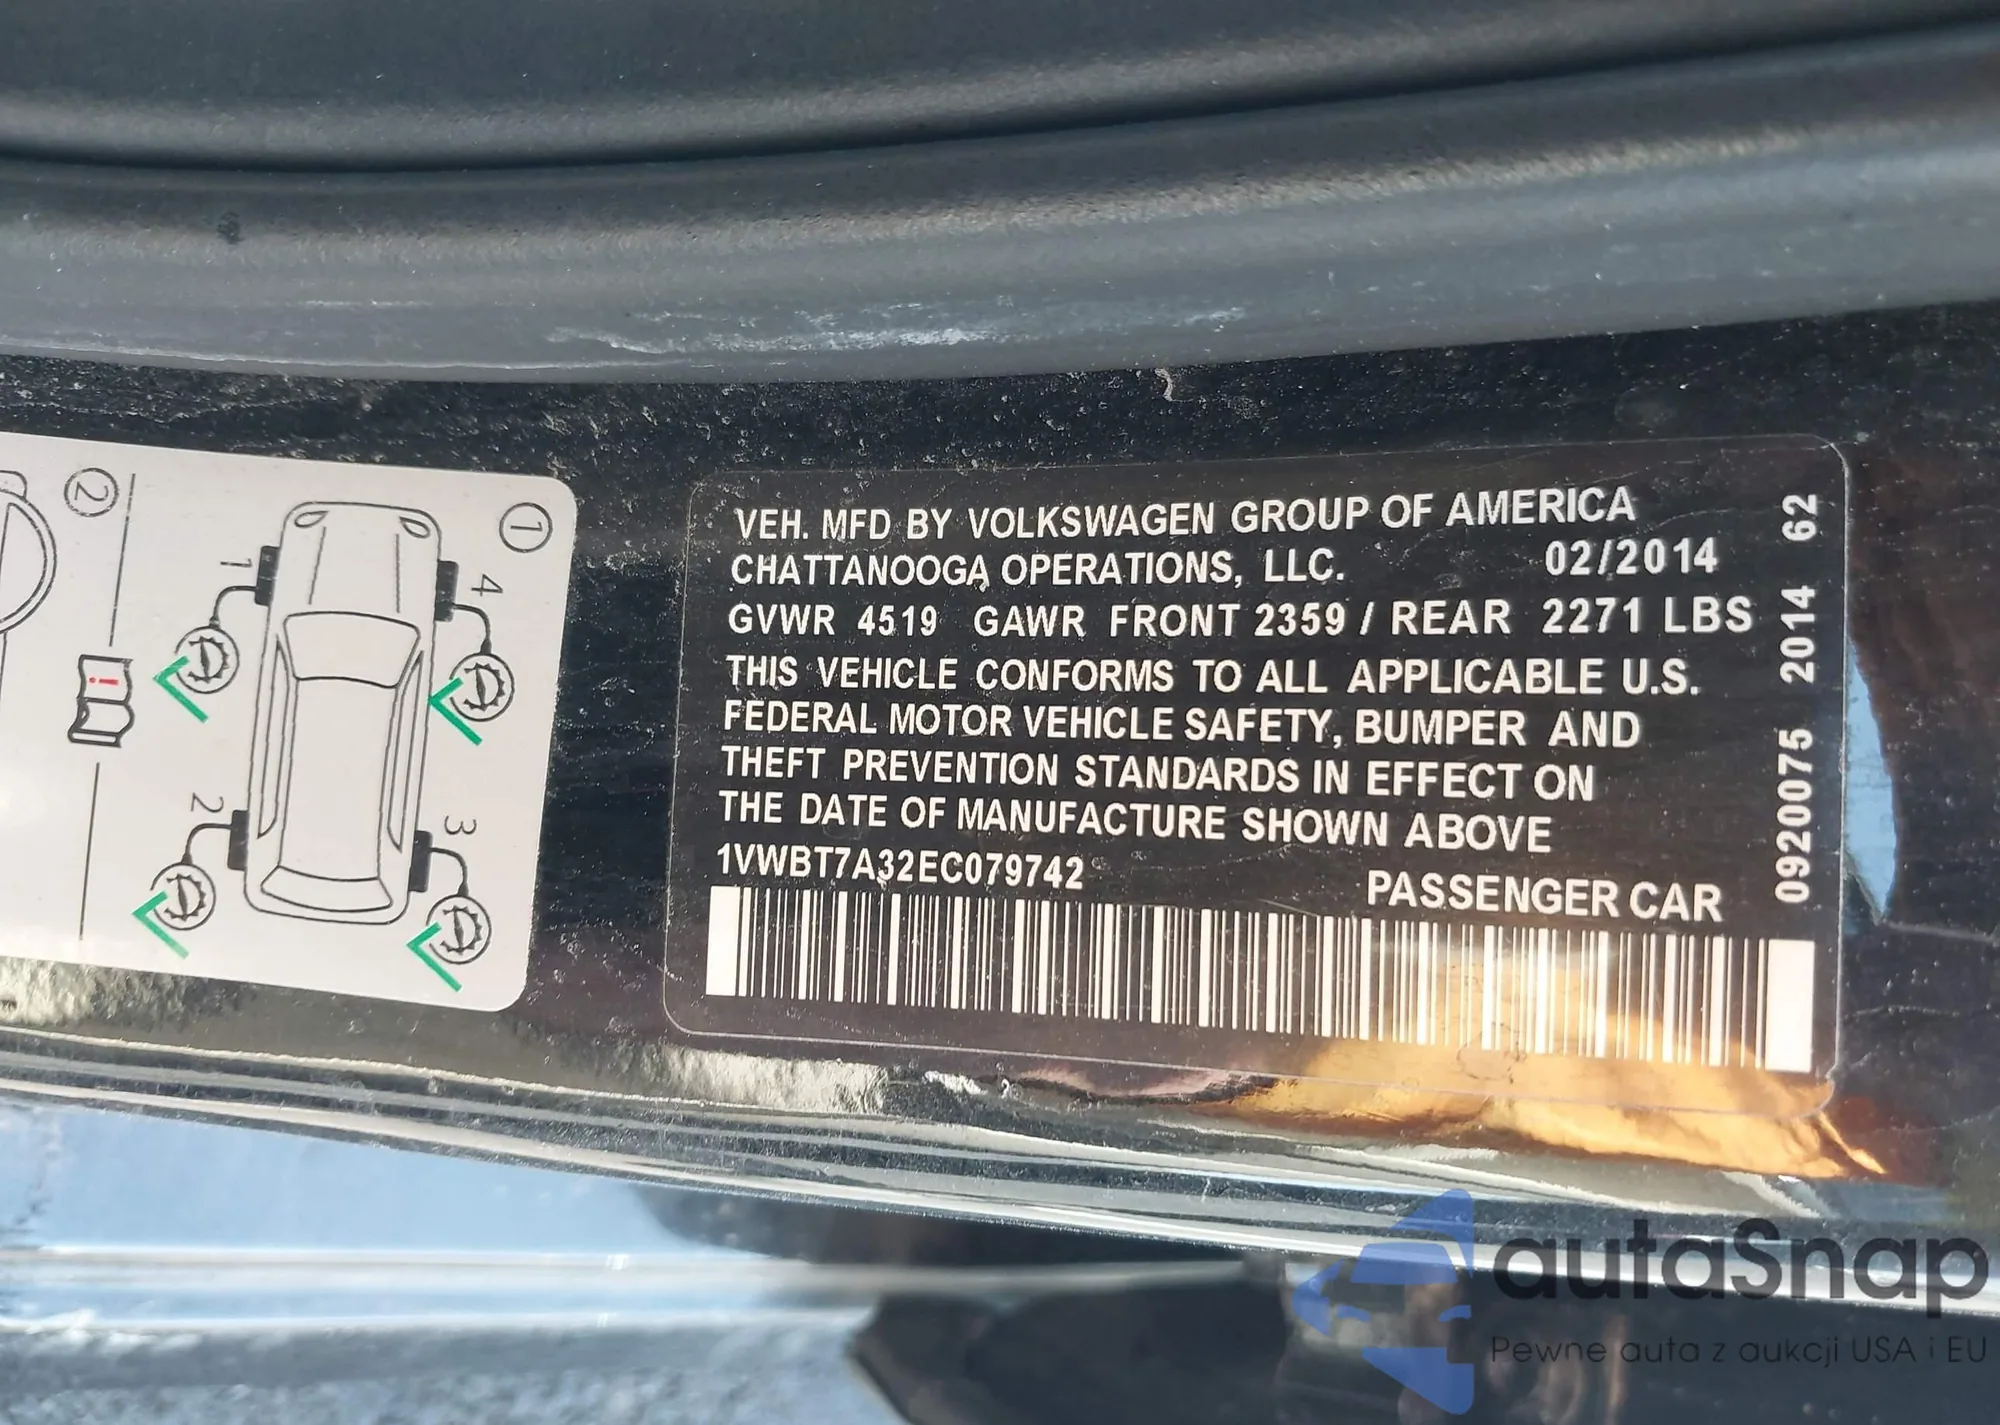 2
1
1
4
2
3
VEH. MFD BY VOLKSWAGEN GROUP OF AMERICA
CHATTANOOGA OPERATIONS, LLC. 02/2014
GVWR 4519 GAWR FRONT 2359 / REAR 2271 LBS
THIS VEHICLE CONFORMS TO ALL APPLICABLE U.S.
FEDERAL MOTOR VEHICLE SAFETY, BUMPER AND
THEFT PREVENTION STANDARDS IN EFFECT ON
THE DATE OF MANUFACTURE SHOWN ABOVE
1VWBT7A32EC079742
PASSENGER CAR
0920075 2014 62
autaSnap
Pewne auta z aukcji USA i EU